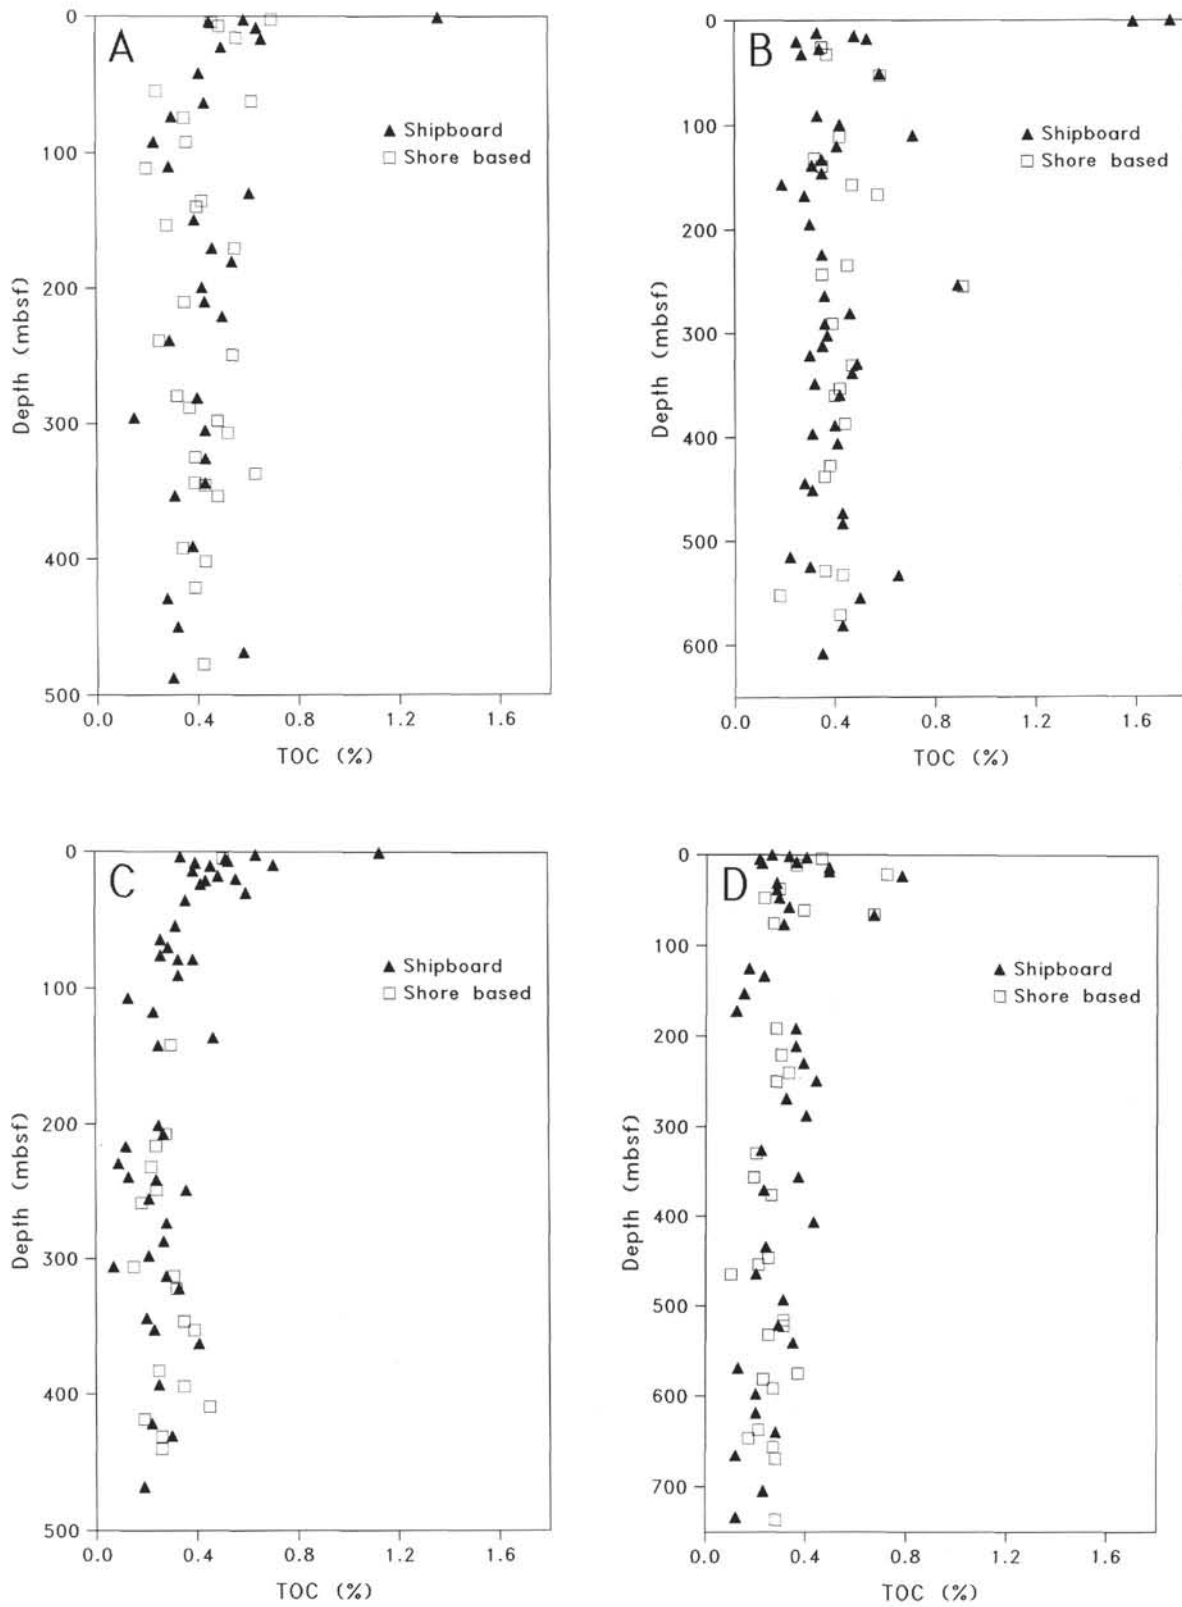 A
0
100
200
300
400
500
Depth (mbsf)
▲ Shipboard
□ Shore based
0.0 0.4 0.8 1.2 1.6
TOC (%)
B
0
100
200
300
400
500
600
Depth (mbsf)
▲ Shipboard
□ Shore based
0.0 0.4 0.8 1.2 1.6
TOC (%)
C
0
100
200
300
400
500
Depth (mbsf)
▲ Shipboard
□ Shore based
0.0 0.4 0.8 1.2 1.6
TOC (%)
D
0
100
200
300
400
500
600
700
Depth (mbsf)
▲ Shipboard
□ Shore based
0.0 0.4 0.8 1.2 1.6
TOC (%)